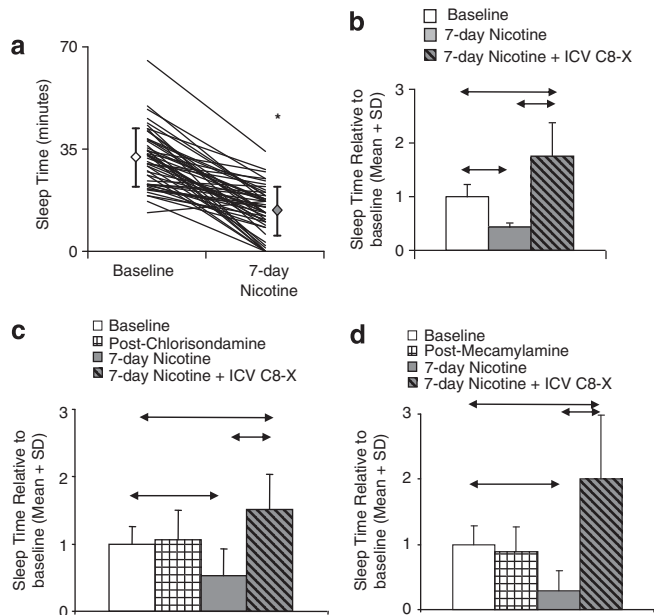 a
70
35
0
Sleep Time (minutes)
*
Baseline
7-day
Nicotine
b
Baseline
7-day Nicotine
7-day Nicotine + ICV C8-X
3
2
1
0
Sleep Time Relative to
baseline (Mean + SD)
c
Baseline
Post-Chlorisondamine
7-day Nicotine
7-day Nicotine + ICV C8-X
3
2
1
0
Sleep Time Relative to
baseline (Mean + SD)
d
Baseline
Post-Mecamylamine
7-day Nicotine
7-day Nicotine + ICV C8-X
3
2
1
0
Sleep Time Relative to
baseline (Mean + SD)